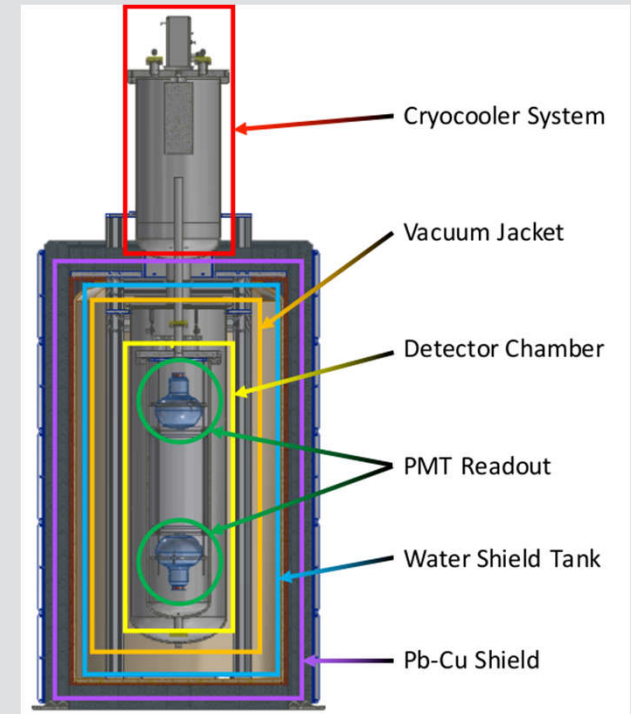 Cryocooler System
Vacuum Jacket
Detector Chamber
PMT Readout
Water Shield Tank
Pb-Cu Shield